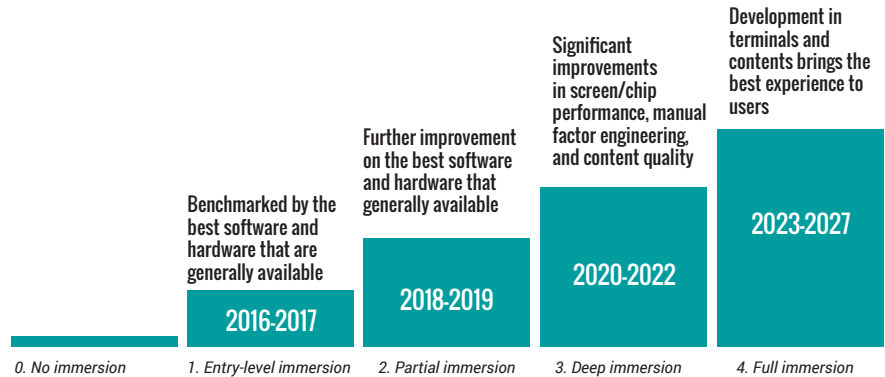 Benchmarked by the
best software and
hardware that are
generally available
2016-2017
Further improvement
on the best software
and hardware that
generally available
2018-2019
Significant
improvements
in screen/chip
performance, manual
factor engineering,
and content quality
2020-2022
Development in
terminals and
contents brings the
best experience to
users
2023-2027
0. No immersion
1. Entry-level immersion
2. Partial immersion
3. Deep immersion
4. Full immersion